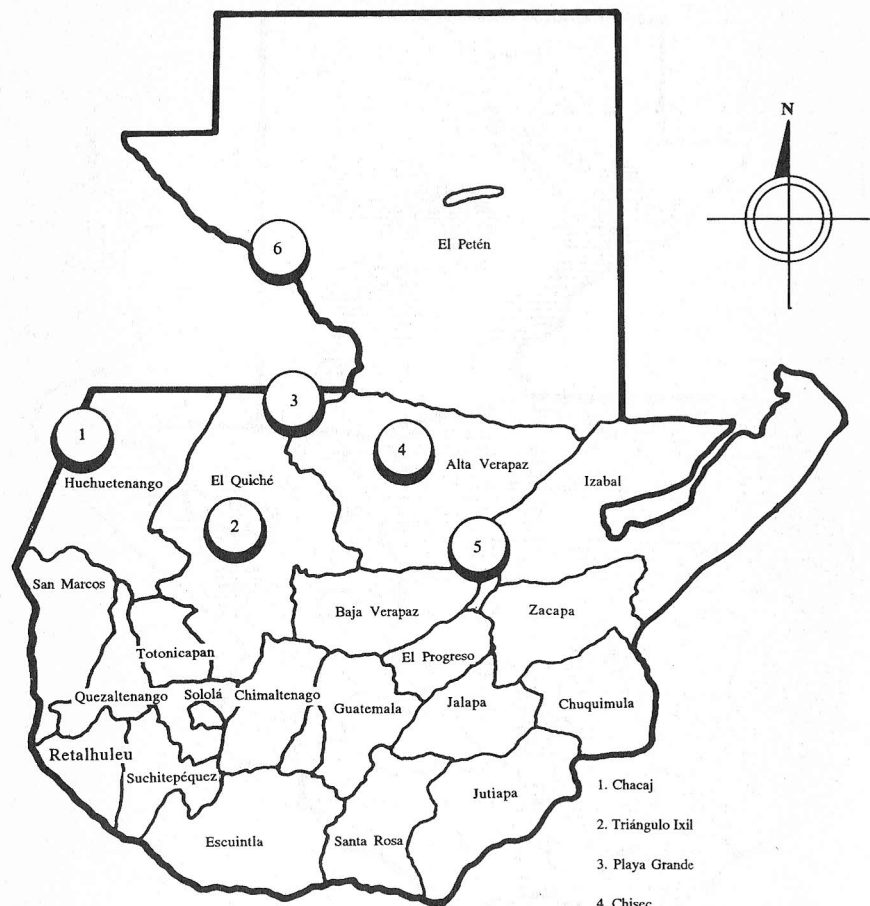 N
6
El Petén
3
1
4
Alta Verapaz
Huehuetenango
El Quiché
Izabal
2
5
San Marcos
Baja Verapaz
Zacapa
Totonicapan
El Progreso
Quezaltenango
Sololá
Chimaltenago
Guatemala
Jalapa
Chuquimula
Retalhuleu
Suchitepéquez
Jutiapa
Escuintla
Santa Rosa
1. Chacaj
2. Triángulo Ixil
3. Playa Grande
4. Chisec